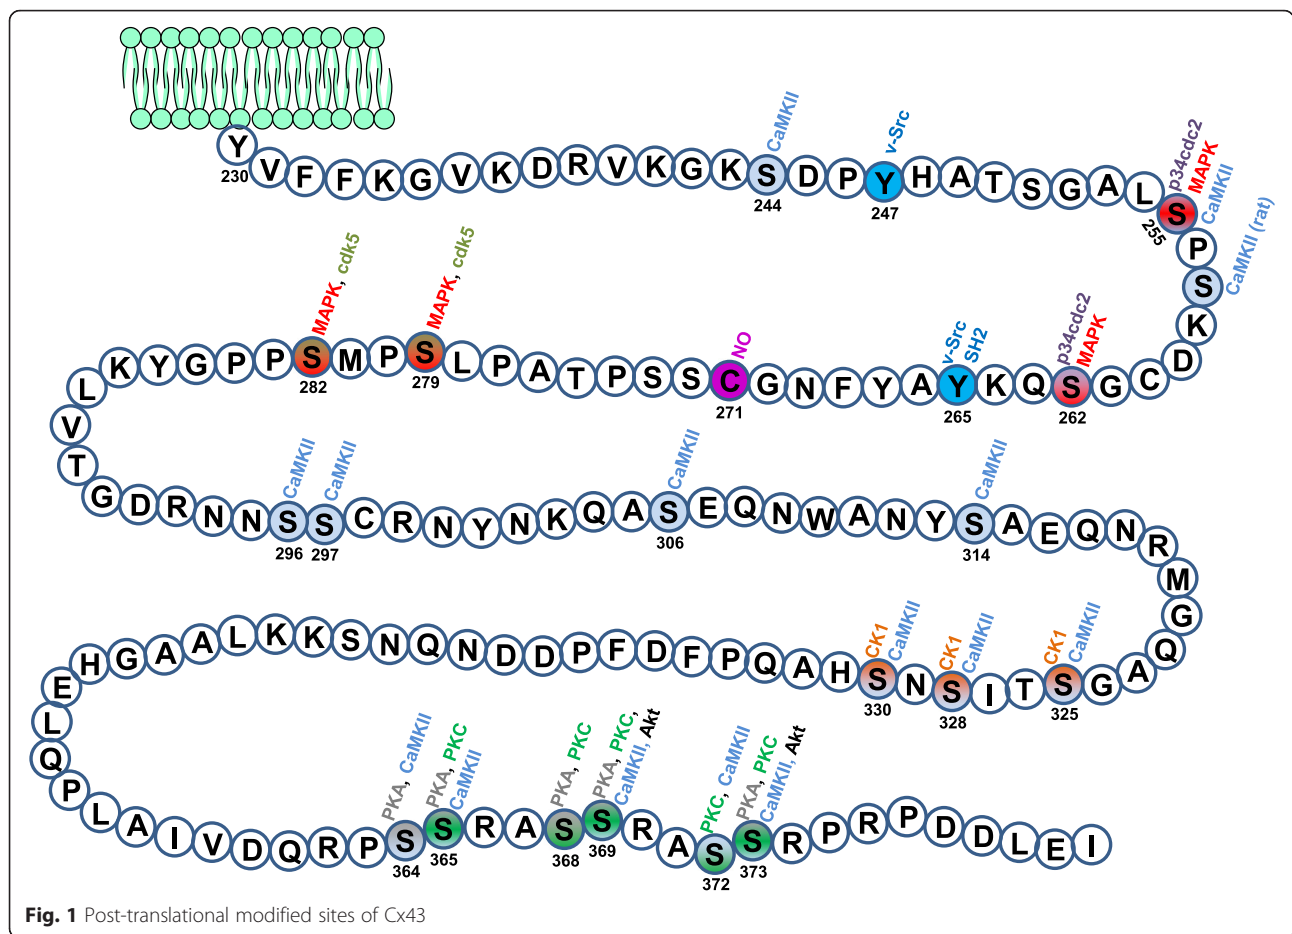 CaMKII v-Src p34cdc2 MAPK CaMKII
Y V F F K G V K D R V K G K S D P Y H A T S G A L S
230 244 247 255
P
CaMKII (rat)
S
K
D
MAPK, cdk5 MAPK, cdk5 NO v-Src SH2 p34cdc2 MAPK
L K Y G P P S M P S L P A T P S S C G N F Y A Y K Q S G C
282 279 271 265 262
V
T
CaMKII CaMKII CaMKII CaMKII
G D R N N S S C R N Y N K Q A S E Q N W A N Y S A E Q N R
296 297 306 314
M
G
Q
CK1 CaMKII CK1 CaMKII CK1 CaMKII
E H G A A L K K S N Q N D D P F D F P Q A H S N S I T S G A
330 328 325
L
Q
P
PKA, CaMKII PKA, PKC CaMKII PKA, PKC PKA, PKC, CaMKII, Akt PKC, CaMKII PKA, PKC CaMKII, Akt
L A I V D Q R P S S R A S S R A S S R P R P D D L E I
364 365 368 369 372 373
Fig. 1 Post-translational modified sites of Cx43